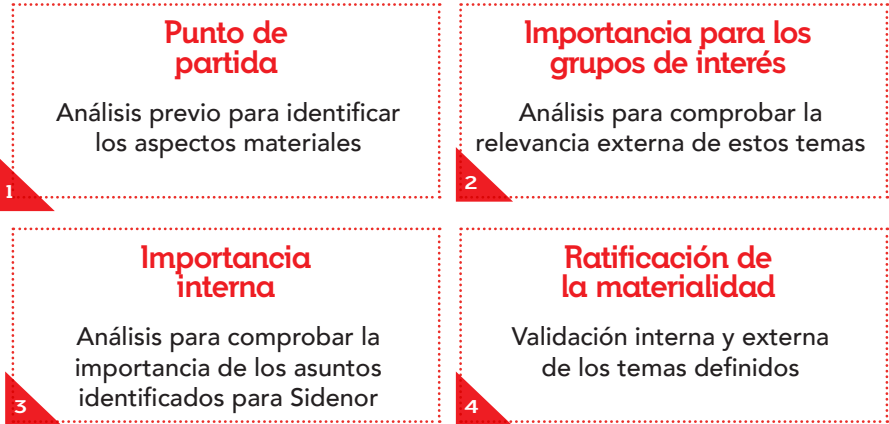 Punto de
partida
Análisis previo para identificar
los aspectos materiales
1
Importancia para los
grupos de interés
Análisis para comprobar la
relevancia externa de estos temas
2
Importancia
interna
Análisis para comprobar la
importancia de los asuntos
identificados para Sidenor
3
Ratificación de
la materialidad
Validación interna y externa
de los temas definidos
4